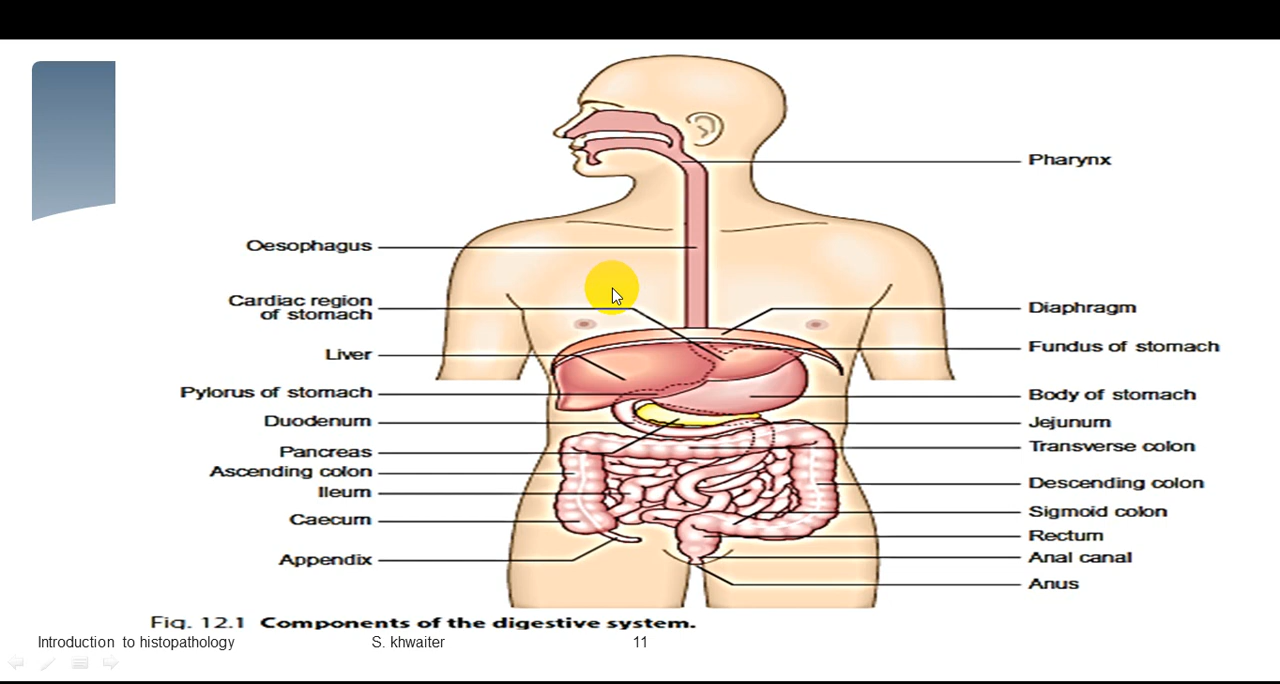 Pharynx
Oesophagus
Cardiac region
of stomach
Diaphragm
Liver
Fundus of stomach
Pylorus of stomach
Body of stomach
Duodenum
Jejunum
Pancreas
Transverse colon
Ascending colon
Descending colon
Ileum
Sigmoid colon
Caecum
Rectum
Appendix
Anal canal
Anus
Fig. 12.1 Components of the digestive system.
Introduction to histopathology
S. khwaiter
11